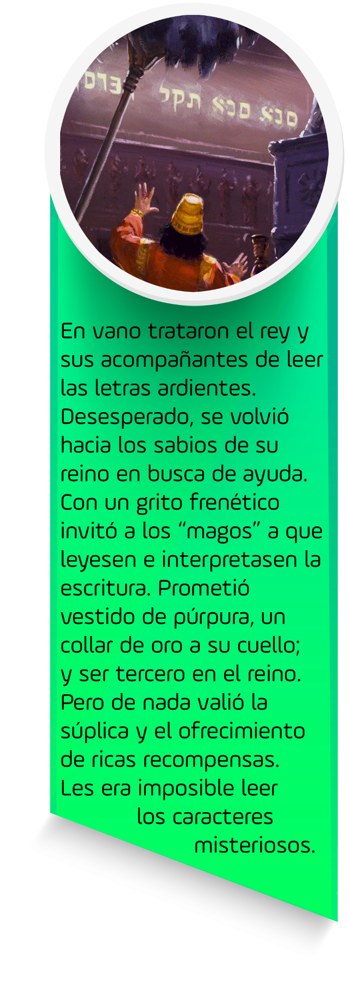 סנא סכא תקל
En vano trataron el rey y
sus acompañantes de leer
las letras ardientes.
Desesperado, se volvió
hacia los sabios de su
reino en busca de ayuda.
Con un grito frenético
invitó a los “magos” a que
leyesen e interpretasen la
escritura. Prometió
vestido de púrpura, un
collar de oro a su cuello;
y ser tercero en el reino.
Pero de nada valió la
súplica y el ofrecimiento
de ricas recompensas.
Les era imposible leer
los caracteres
misteriosos.